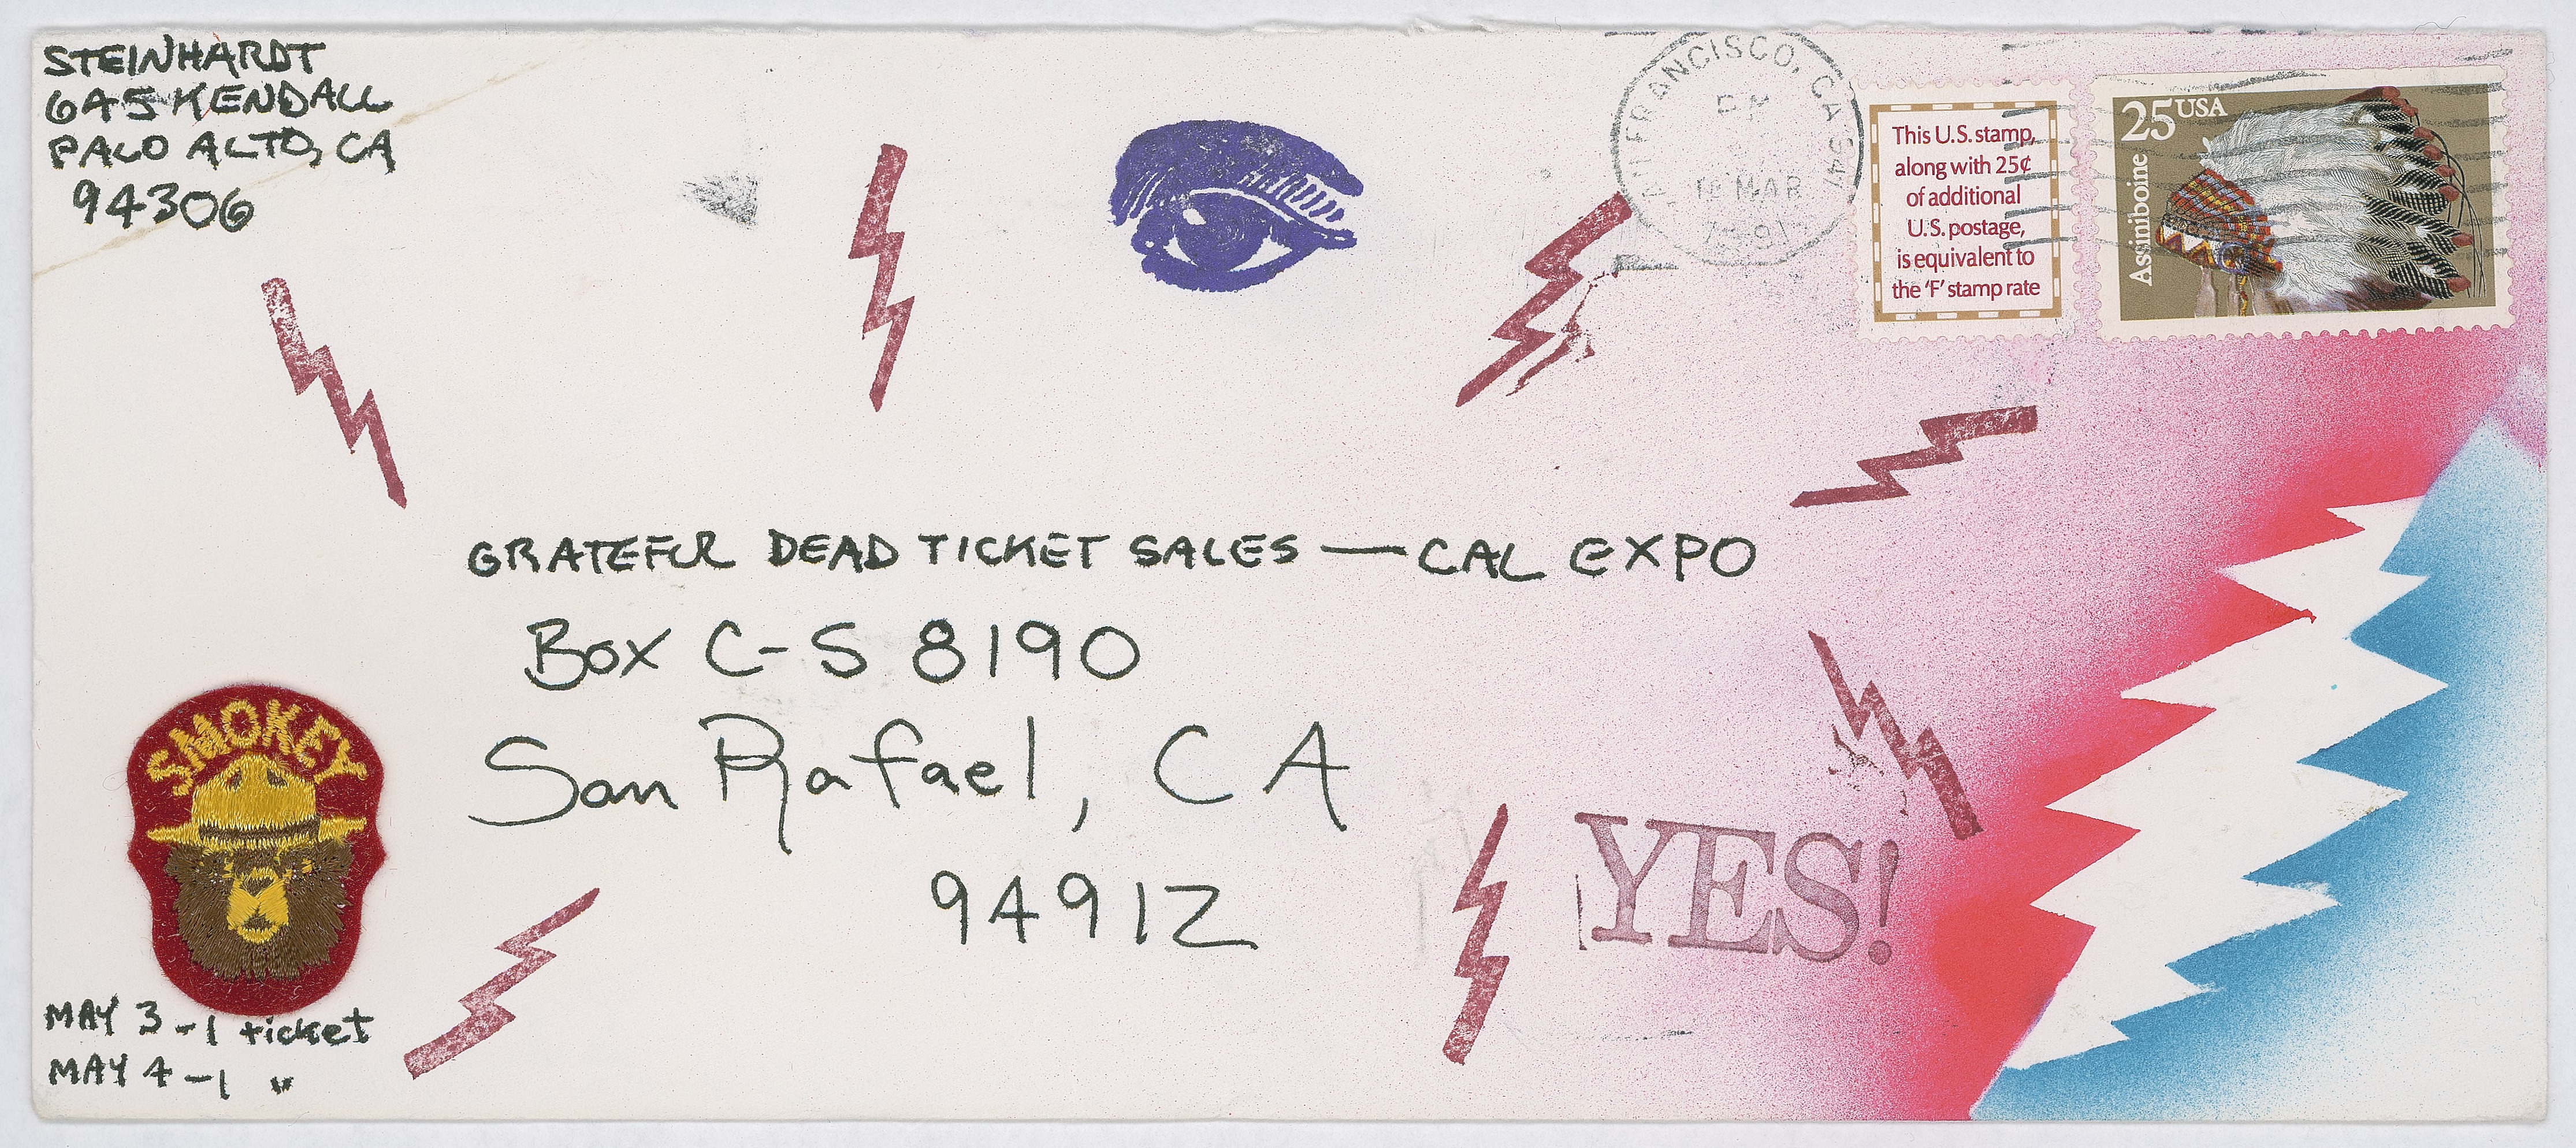 STEINHARDT
645 KENDALL
PALO ALTO, CA
94306
FRANCISCO, CA 941
PM
MAR
1991
This U.S. stamp,
along with 25¢
of additional
U.S. postage,
is equivalent to
the 'F' stamp rate
25 USA
Assiniboine
GRATEFUL DEAD TICKET SALES — CAL EXPO
Box C-S 8190
San Rafael, CA
94912
SMOKEY
YES!
MAY 3 - 1 ticket
MAY 4 - 1 "